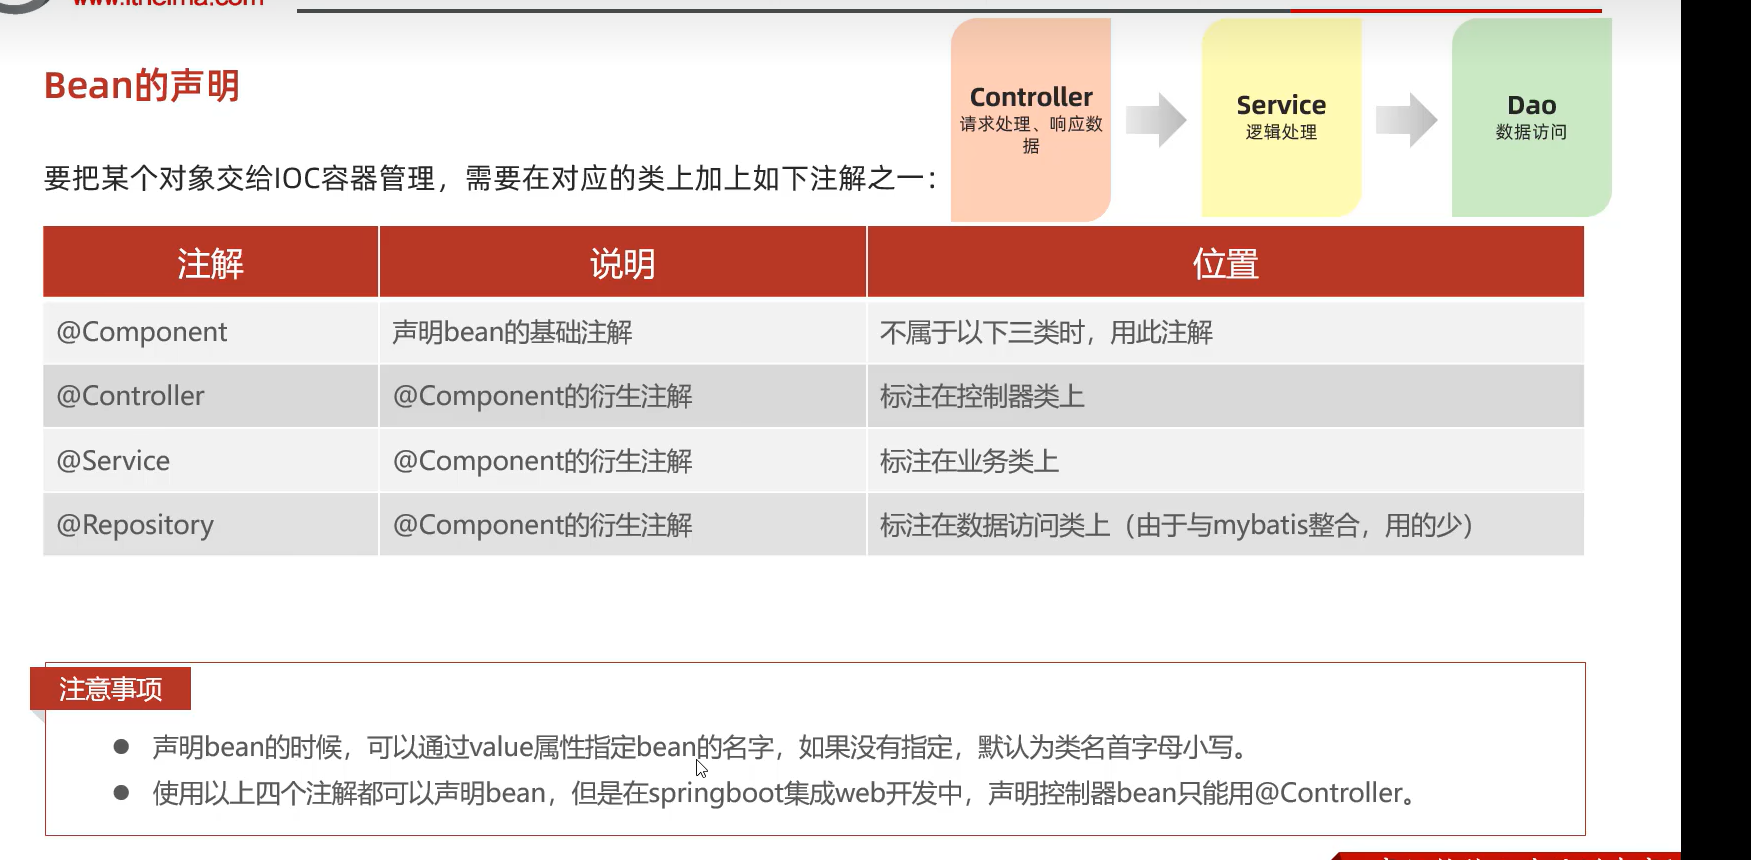 www.itheima.com
Controller
请求处理、响应数
据
Service
逻辑处理
Dao
数据访问
Bean的声明
要把某个对象交给IOC容器管理，需要在对应的类上加上如下注解之一：
注解 说明 位置
@Component 声明bean的基础注解 不属于以下三类时，用此注解
@Controller @Component的衍生注解 标注在控制器类上
@Service @Component的衍生注解 标注在业务类上
@Repository @Component的衍生注解 标注在数据访问类上（由于与mybatis整合，用的少）
注意事项
● 声明bean的时候，可以通过value属性指定bean的名字，如果没有指定，默认为类名首字母小写。
● 使用以上四个注解都可以声明bean，但是在springboot集成web开发中，声明控制器bean只能用@Controller。